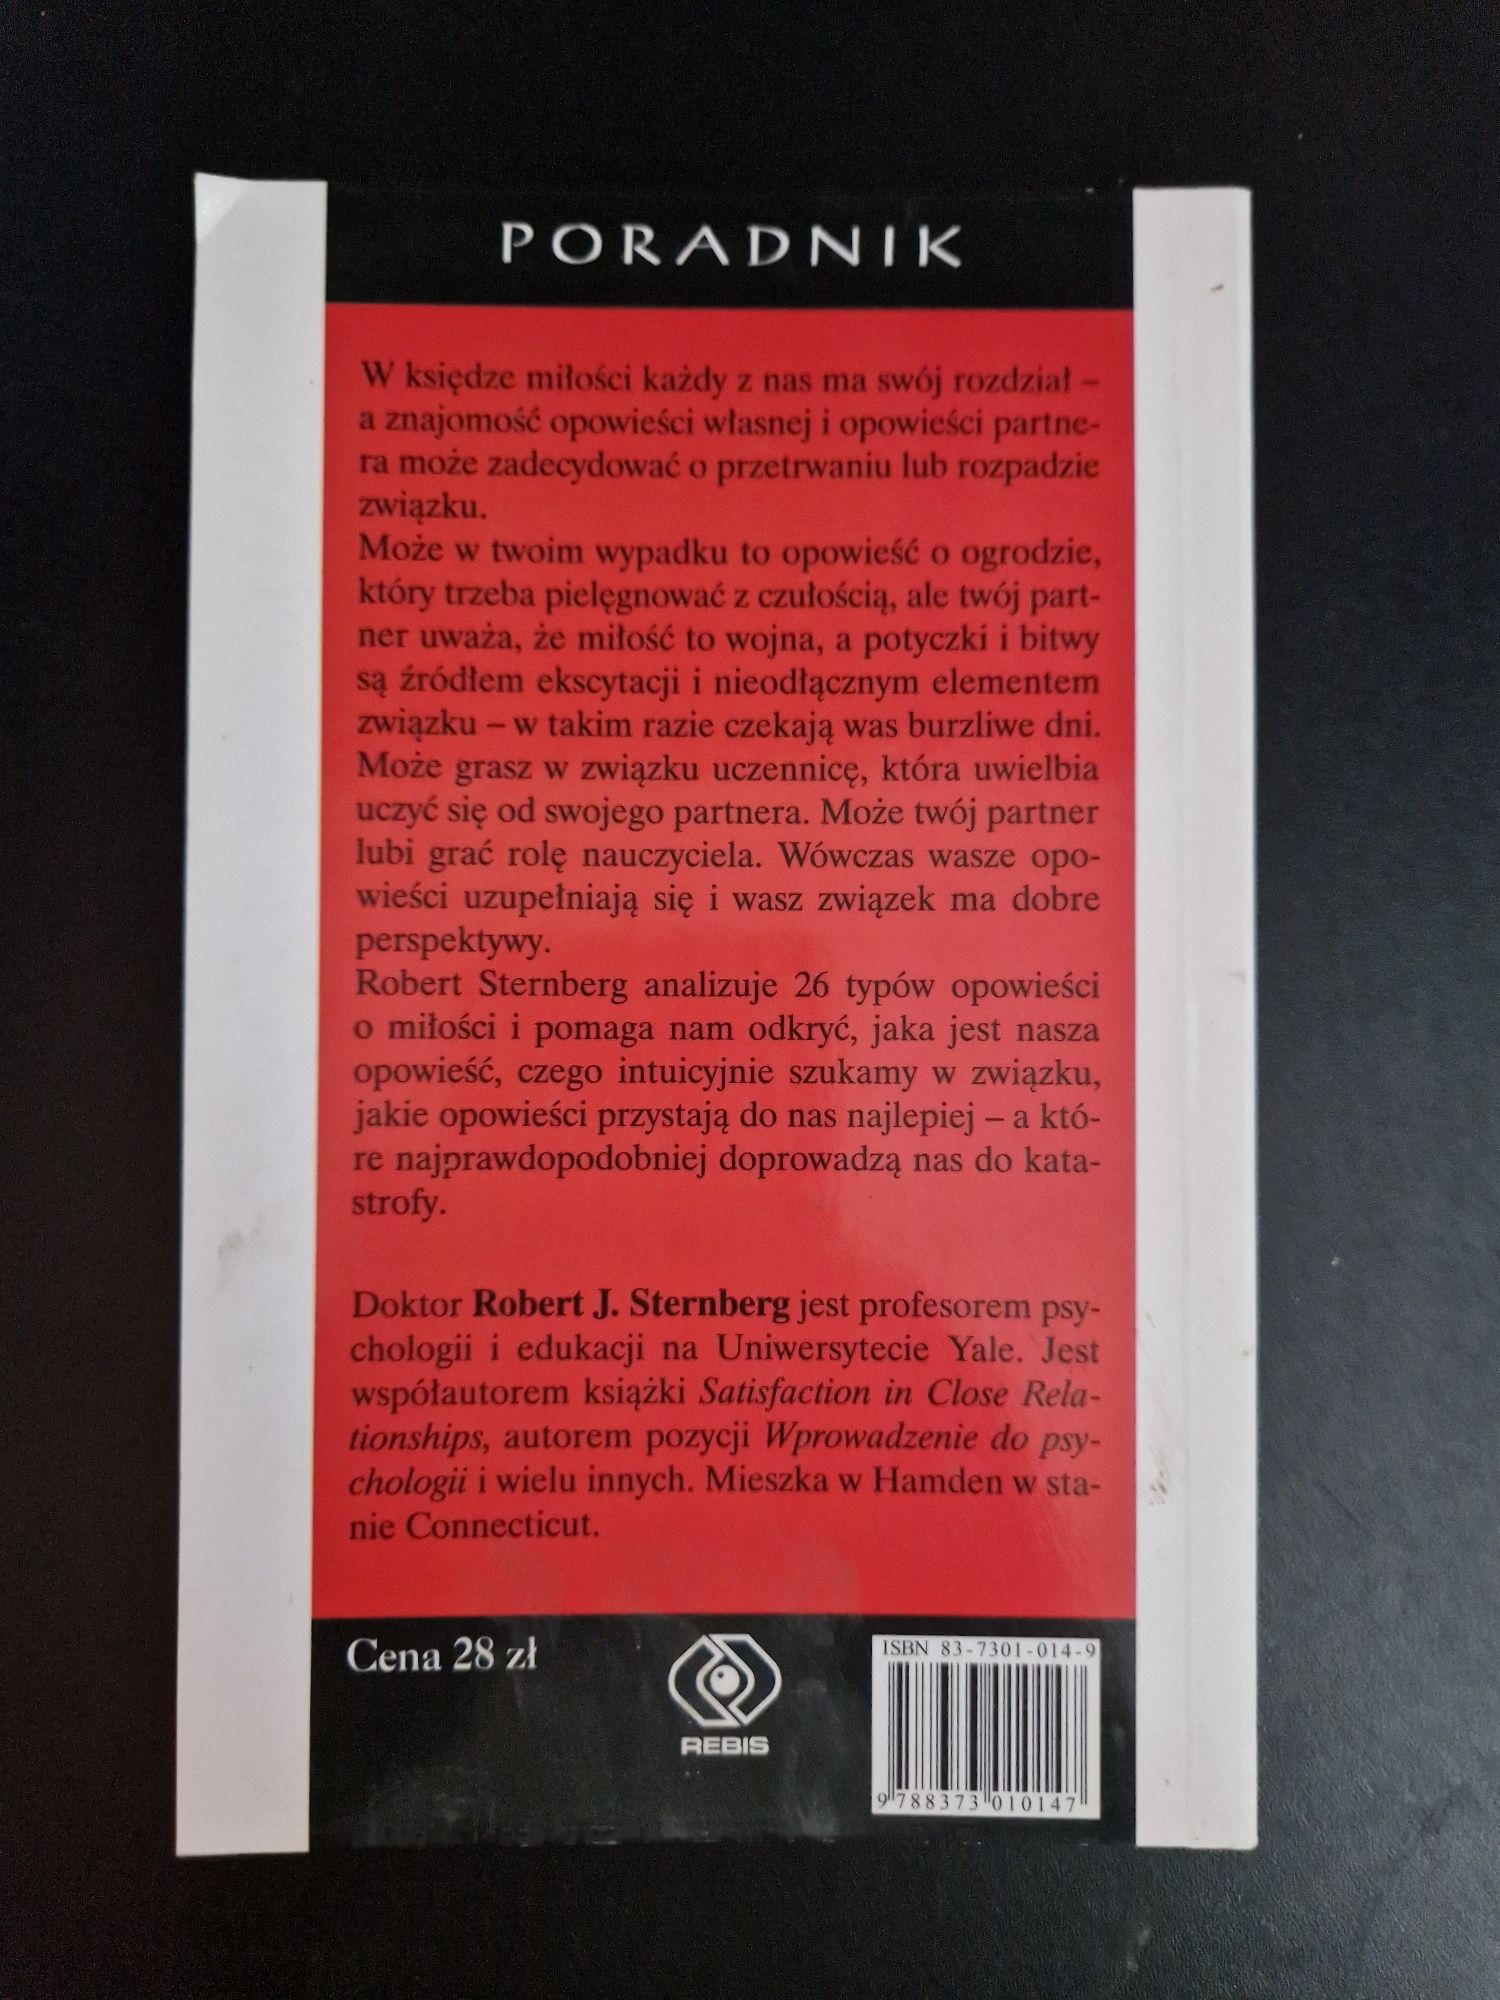 PORADNIK
W księdze miłości każdy z nas ma swój rozdział –
a znajomość opowieści własnej i opowieści partne-
ra może zadecydować o przetrwaniu lub rozpadzie
związku.
Może w twoim wypadku to opowieść o ogrodzie,
który trzeba pielęgnować z czułością, ale twój part-
ner uważa, że miłość to wojna, a potyczki i bitwy
są źródłem ekscytacji i nieodłącznym elementem
związku – w takim razie czekają was burzliwe dni.
Może grasz w związku uczennicę, która uwielbia
uczyć się od swojego partnera. Może twój partner
lubi grać rolę nauczyciela. Wówczas wasze opo-
wieści uzupełniają się i wasz związek ma dobre
perspektywy.
Robert Sternberg analizuje 26 typów opowieści
o miłości i pomaga nam odkryć, jaka jest nasza
opowieść, czego intuicyjnie szukamy w związku,
jakie opowieści przystają do nas najlepiej – a któ-
re najprawdopodobniej doprowadzą nas do kata-
strofy.
Doktor Robert J. Sternberg jest profesorem psy-
chologii i edukacji na Uniwersytecie Yale. Jest
współautorem książki Satisfaction in Close Rela-
tionships, autorem pozycji Wprowadzenie do psy-
chologii i wielu innych. Mieszka w Hamden w sta-
nie Connecticut.
Cena 28 zł
REBIS
ISBN 83-7301-014-9
9 788373 010147